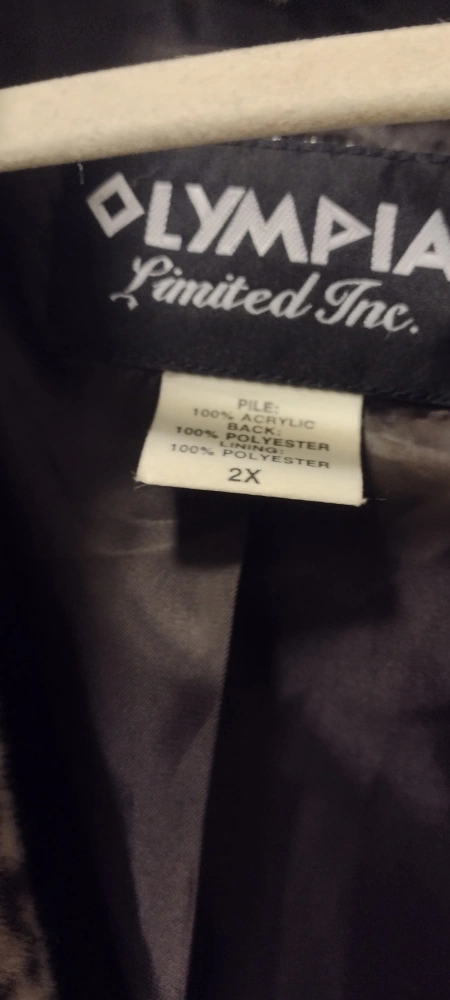 OLYMPIA
Limited Inc.
PILE:
100% ACRYLIC
BACK:
100% POLYESTER
LINING:
100% POLYESTER
2X